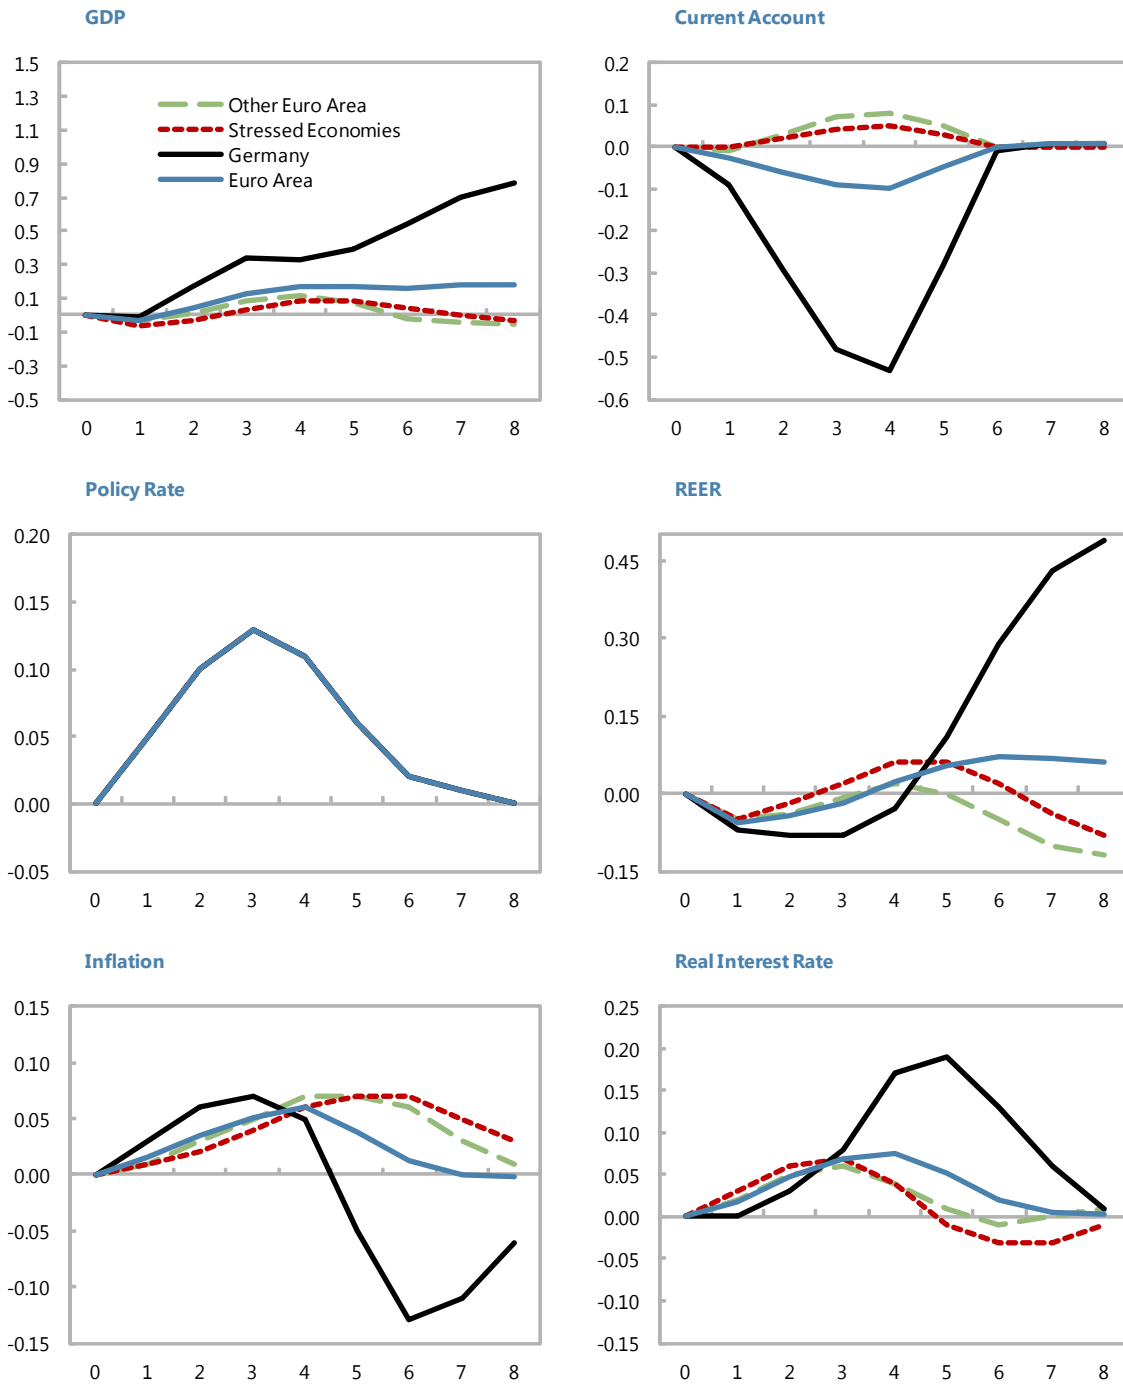 GDP
1.5
1.3
1.1
0.9
0.7
0.5
0.3
0.1
-0.1
-0.3
-0.5
Other Euro Area
Stressed Economies
Germany
Euro Area
0 1 2 3 4 5 6 7 8
Current Account
0.2
0.1
0.0
-0.1
-0.2
-0.3
-0.4
-0.5
-0.6
0 1 2 3 4 5 6 7 8
Policy Rate
0.20
0.15
0.10
0.05
0.00
-0.05
0 1 2 3 4 5 6 7 8
REER
0.45
0.30
0.15
0.00
-0.15
0 1 2 3 4 5 6 7 8
Inflation
0.15
0.10
0.05
0.00
-0.05
-0.10
-0.15
0 1 2 3 4 5 6 7 8
Real Interest Rate
0.25
0.20
0.15
0.10
0.05
0.00
-0.05
-0.10
-0.15
0 1 2 3 4 5 6 7 8